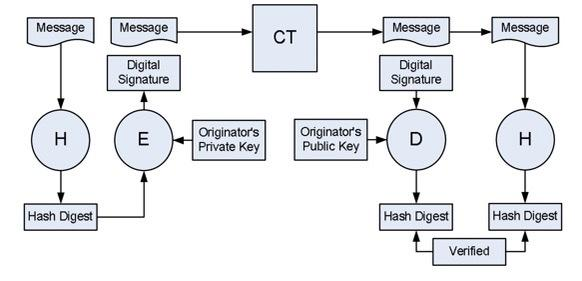 Message
Message
CT
Message
Message
Digital
Signature
Digital
Signature
H
E
Originator's
Private Key
Originator's
Public Key
D
H
Hash Digest
Hash Digest
Hash Digest
Verified